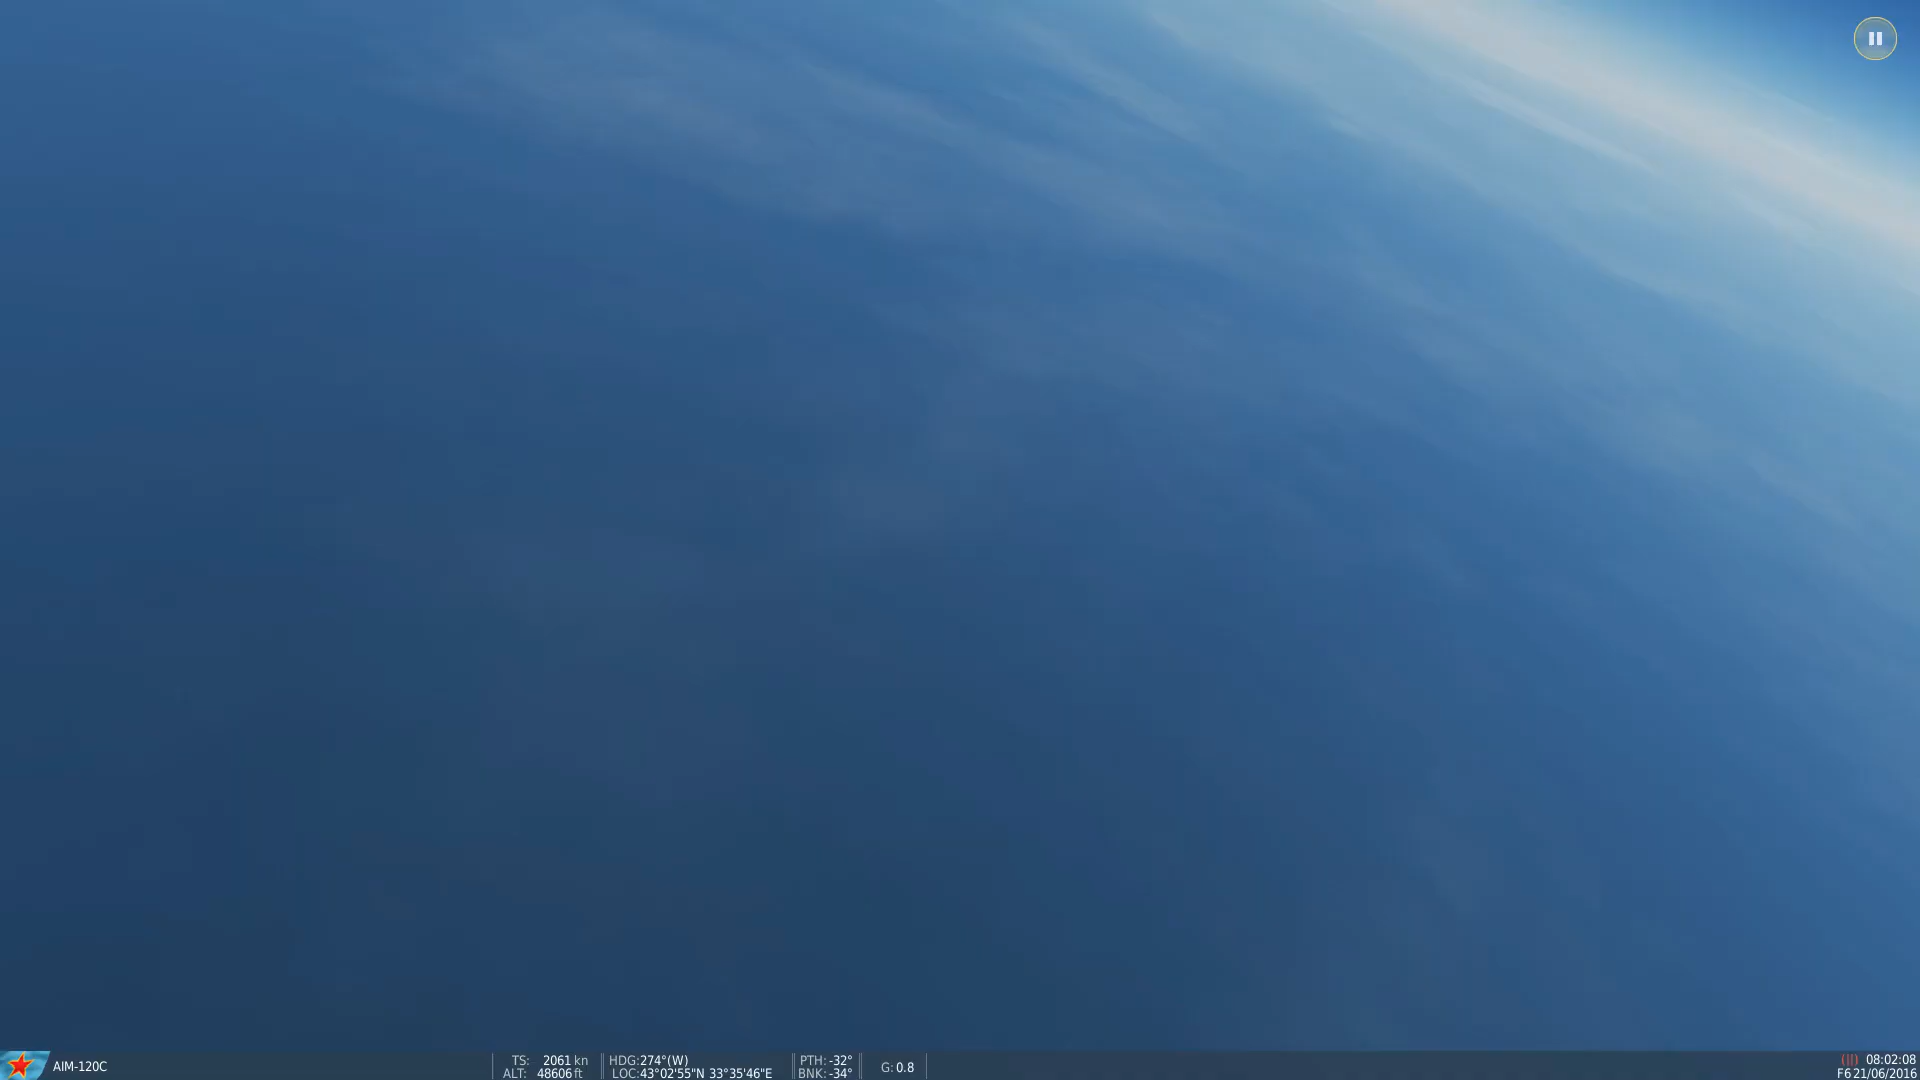 AIM-120C
TS: 2061 kn
ALT: 48606 ft
HDG:274°(W)
LOC:43°02'55"N 33°35'46"E
PTH: -32°
BNK: -34°
G: 0.8
(||) 08:02:08
F6 21/06/2016